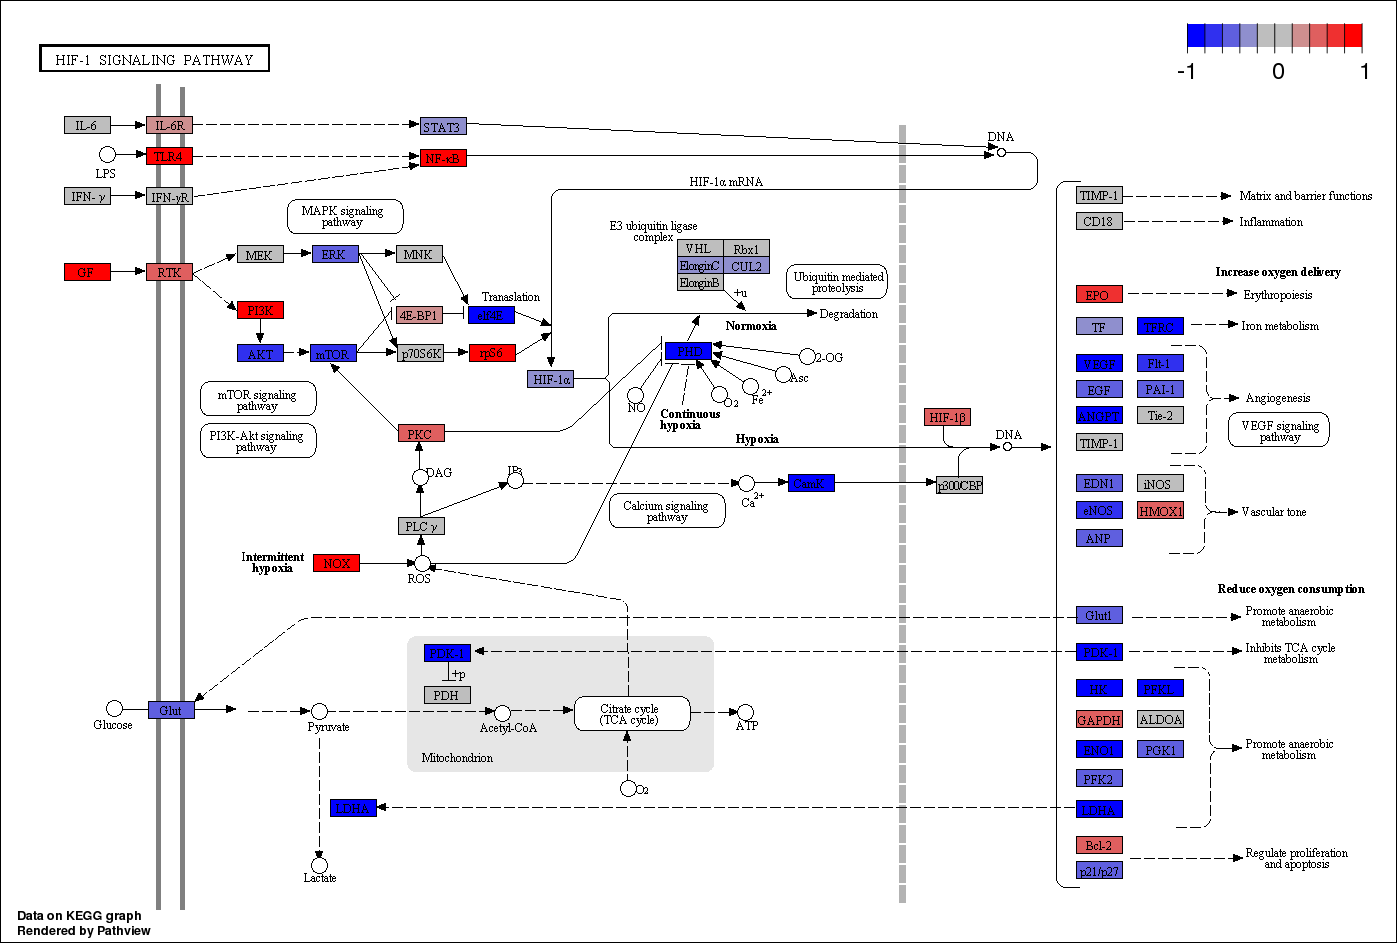 HIF-1 SIGNALING PATHWAY
-1 0 1
IL-6
IL-6R
STAT3
DNA
TLR4
NF-κB
LPS
IFN-γ
IFN-γR
HIF-1α mRNA
MAPK signaling
pathway
E3 ubiquitin ligase
complex
VHL
Rbx1
ElonginC
CUL2
ElonginB
+u
Ubiquitin mediated
proteolysis
GF
RTK
MEK
ERK
MNK
Translation
PI3K
4E-BP1
Degradation
Normoxia
AKT
mTOR
p70S6K
rpS6
HIF-1α
2-OG
Asc
Fe2+
O2
NO
Continuous
hypoxia
mTOR signaling
pathway
PI3K-Akt signaling
pathway
PKC
Hypoxia
HIF-1β
DNA
DAG
IP3
Ca2+
p300/CBP
PLC γ
Calcium signaling
pathway
Intermittent
hypoxia
NOX
ROS
+p
PDH
Glucose
Glut
Pyruvate
Acetyl-CoA
Citrate cycle
(TCA cycle)
ATP
Mitochondrion
O2
LDHA
Lactate
TIMP-1
Matrix and barrier functions
CD18
Inflammation
Increase oxygen delivery
EPO
Erythropoiesis
TF
Iron metabolism
VEGF
Flt-1
EGF
PAI-1
Angiogenesis
ANGPT
Tie-2
TIMP-1
VEGF signaling
pathway
EDN1
iNOS
eNOS
HMOX1
Vascular tone
ANP
Reduce oxygen consumption
Glut1
Promote anaerobic
metabolism
PDK-1
Inhibits TCA cycle
metabolism
HK
GAPDH
ALDOA
ENO1
PGK1
Promote anaerobic
metabolism
PFK2
LDHA
Bcl-2
p21/p27
Regulate proliferation
and apoptosis
Data on KEGG graph
Rendered by Pathview